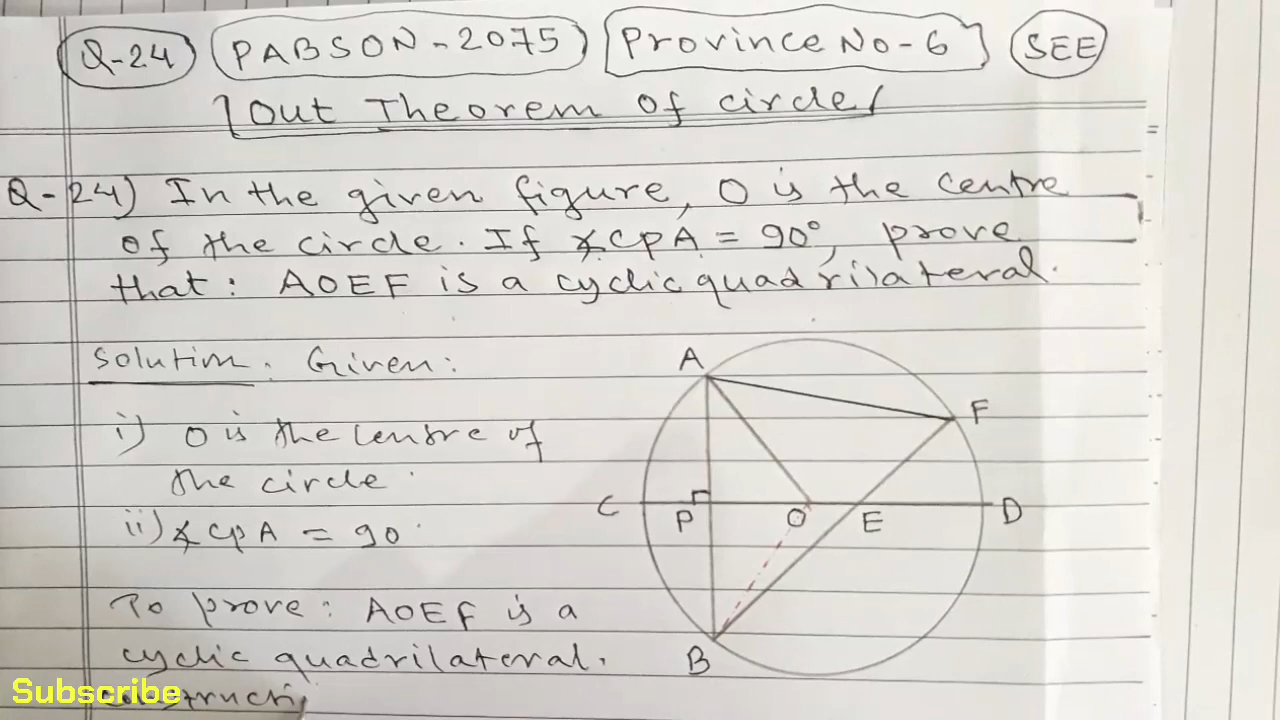 Q-24 PABSON-2075 Province No-6 SEE
Out Theorem of circle
Q-24) In the given figure, O is the centre
of the circle. If ∡CPA = 90°, prove
that: AOEF is a cyclic quadrilateral.
Solution: Given:
i) O is the centre of
the circle.
ii) ∡CPA = 90°
To prove: AOEF is a
cyclic quadrilateral.
Constructi
Subscribe
A
F
C
P
O
E
D
B